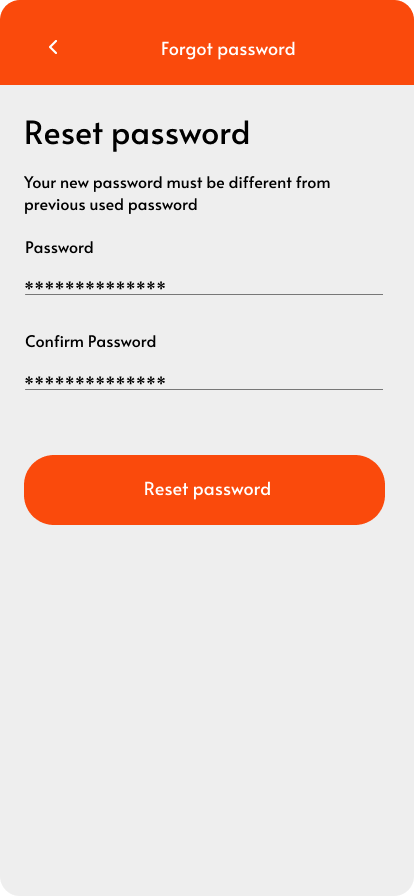 Forgot password
Reset password
Your new password must be different from
previous used password
Password
**************
Confirm Password
**************
Reset password